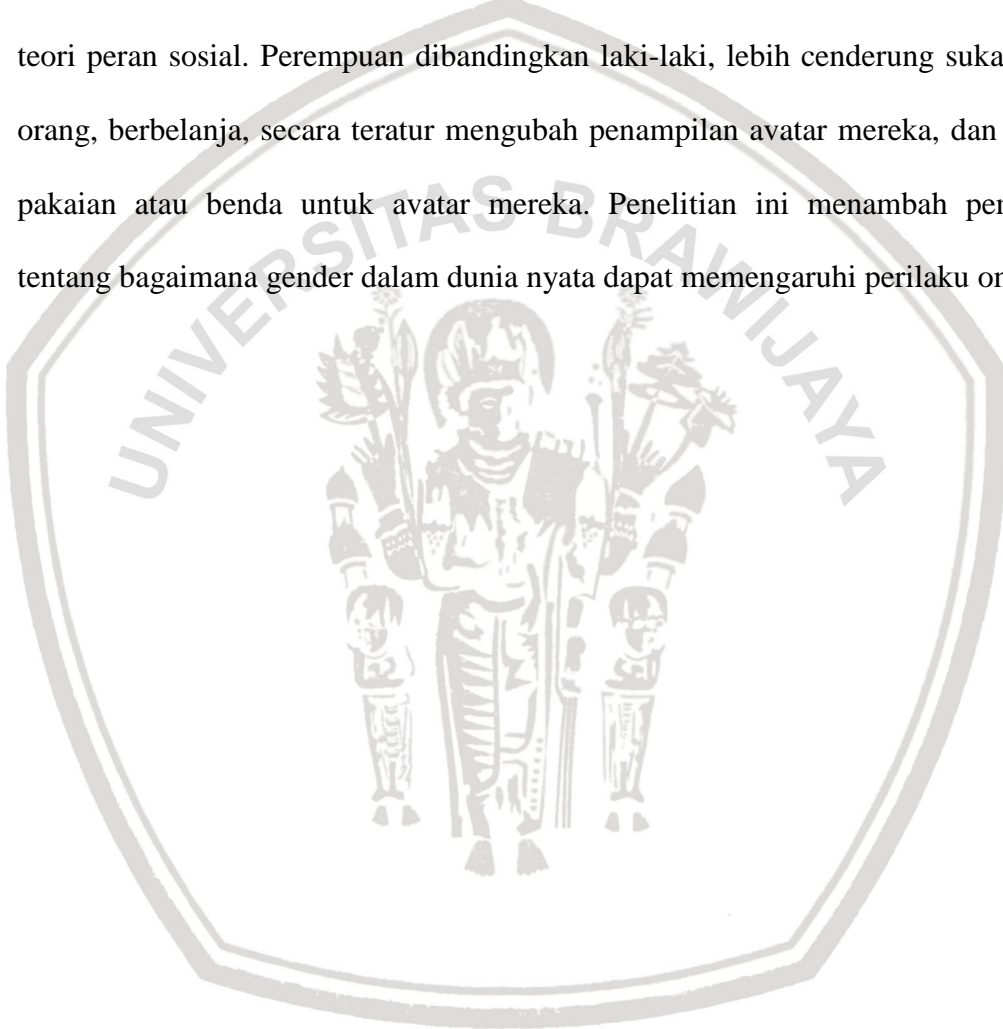 teori peran sosial. Perempuan dibandingkan laki-laki, lebih cenderung suka
orang, berbelanja, secara teratur mengubah penampilan avatar mereka, dan
pakaian atau benda untuk avatar mereka. Penelitian ini menambah per
tentang bagaimana gender dalam dunia nyata dapat memengaruhi perilaku on
UNIVERSITAS BRAWIJAYA